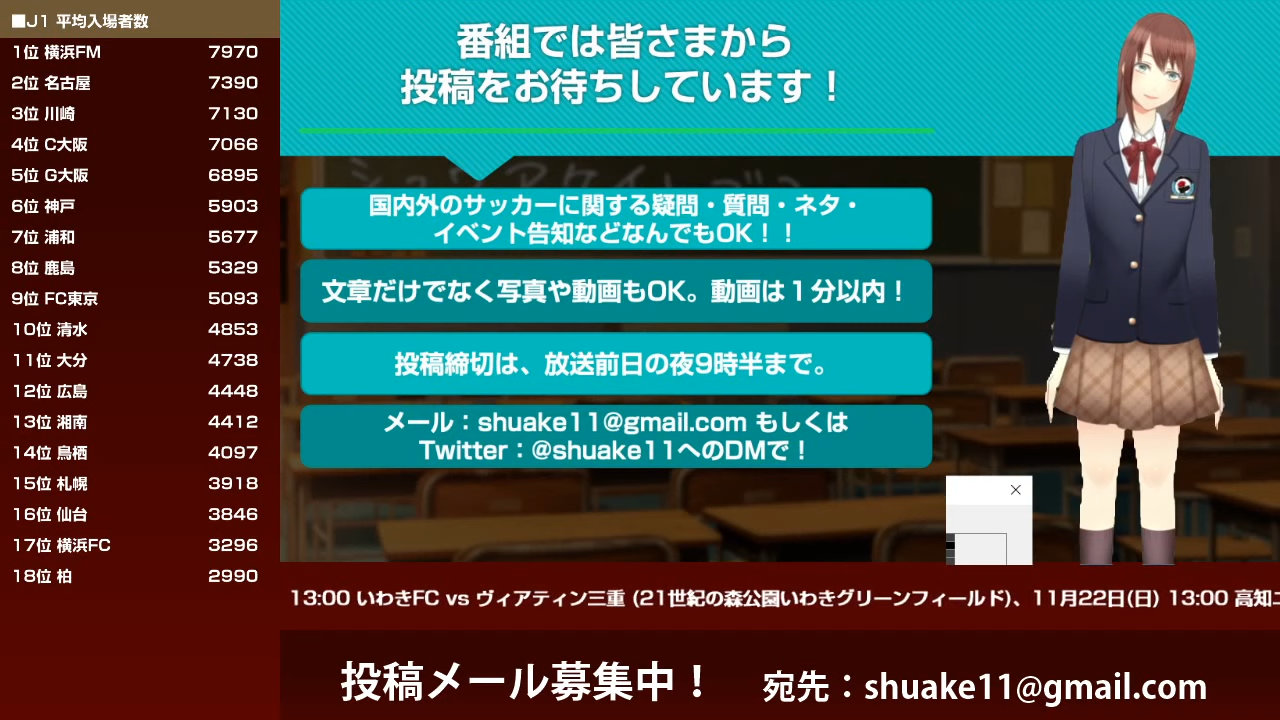 ■J1 平均入場者数
1位 横浜FM 7970
2位 名古屋 7390
3位 川崎 7130
4位 C大阪 7066
5位 G大阪 6895
6位 神戸 5903
7位 浦和 5677
8位 鹿島 5329
9位 FC東京 5093
10位 清水 4853
11位 大分 4738
12位 広島 4448
13位 湘南 4412
14位 鳥栖 4097
15位 札幌 3918
16位 仙台 3846
17位 横浜FC 3296
18位 柏 2990
番組では皆さまから
投稿をお待ちしています！
国内外のサッカーに関する疑問・質問・ネタ・
イベント告知などなんでもOK！！
文章だけでなく写真や動画もOK。動画は１分以内！
投稿締切は、放送前日の夜9時半まで。
メール：shuake11@gmail.com もしくは
Twitter：@shuake11へのDMで！
13:00 いわきFC vs ヴィアティン三重 (21世紀の森公園いわきグリーンフィールド)、11月22日(日) 13:00 高知
投稿メール募集中！ 宛先：shuake11@gmail.com